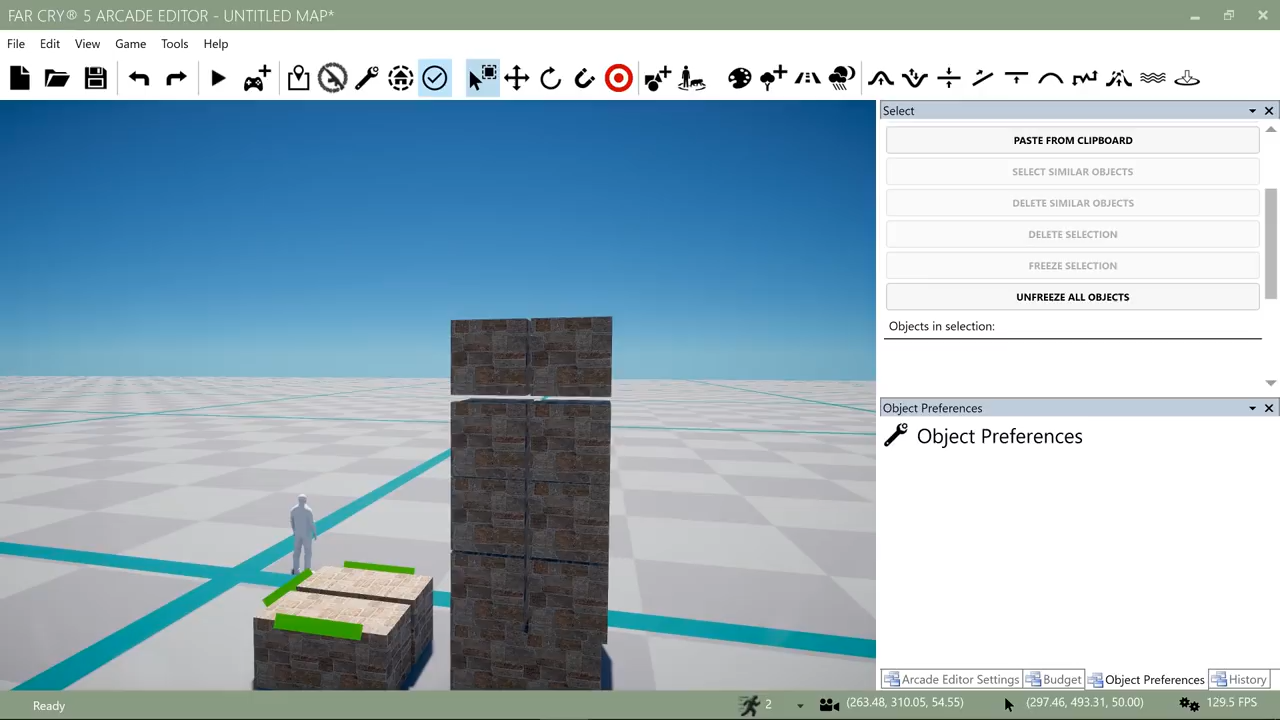 FAR CRY® 5 ARCADE EDITOR - UNTITLED MAP*
File Edit View Game Tools Help
Select
PASTE FROM CLIPBOARD
SELECT SIMILAR OBJECTS
DELETE SIMILAR OBJECTS
DELETE SELECTION
FREEZE SELECTION
UNFREEZE ALL OBJECTS
Objects in selection:
Object Preferences
Object Preferences
Arcade Editor Settings Budget Object Preferences History
Ready 2 (263.48, 310.05, 54.55) (297.46, 493.31, 50.00) 129.5 FPS